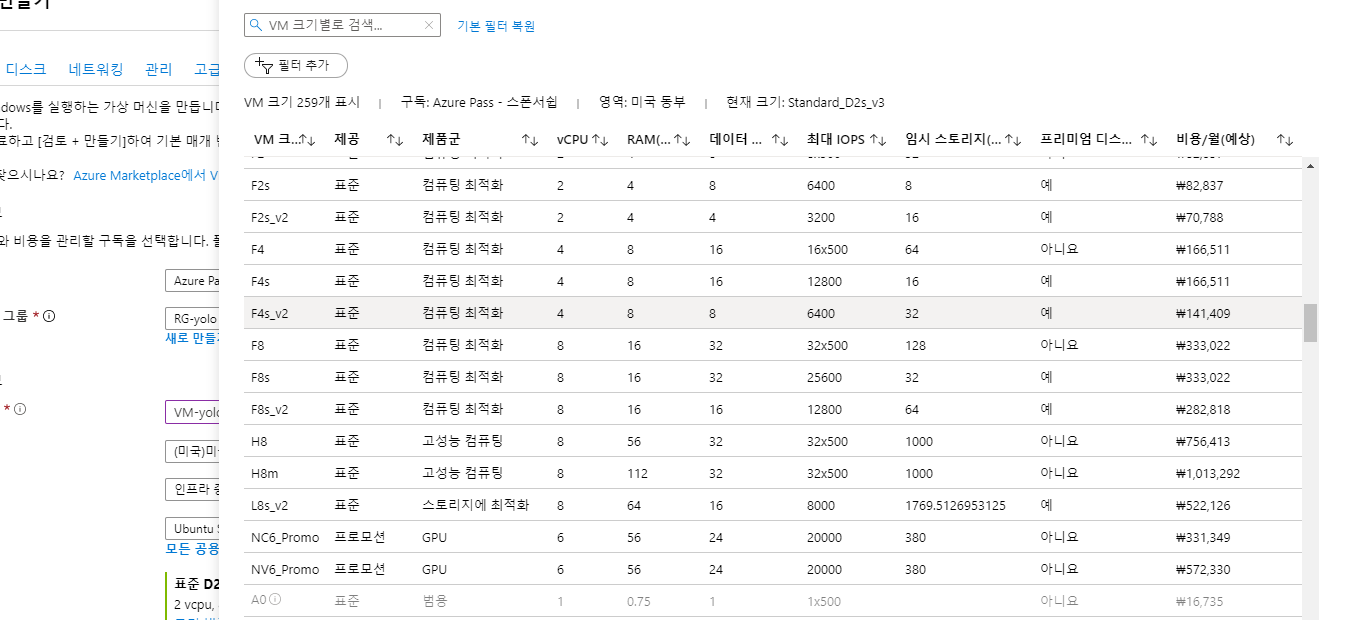 만들기
VM 크기별로 검색...
기본 필터 복원
필터 추가
디스크 네트워킹 관리 고급
VM 크기 259개 표시 | 구독: Azure Pass - 스폰서쉽 | 영역: 미국 동부 | 현재 크기: Standard_D2s_v3
dows를 실행하는 가상 머신을 만듭니다
다.
료하고 [검토 + 만들기]하여 기본 매개
찾으시나요? Azure Marketplace에서 V
와 비용을 관리할 구독을 선택합니다.
Azure Pa
그룹 *
RG-yolo
새로 만들
*
VM-yolo
(미국)미
인프라
Ubuntu S
모든 공용
표준 D2
2 vcpu,
VM 크... 제공 제품군 vCPU RAM(... 데이터 ... 최대 IOPS 임시 스토리지(... 프리미엄 디스... 비용/월(예상)
F2s 표준 컴퓨팅 최적화 2 4 8 6400 8 예 ₩82,837
F2s_v2 표준 컴퓨팅 최적화 2 4 4 3200 16 예 ₩70,788
F4 표준 컴퓨팅 최적화 4 8 16 16x500 64 아니요 ₩166,511
F4s 표준 컴퓨팅 최적화 4 8 16 12800 16 예 ₩166,511
F4s_v2 표준 컴퓨팅 최적화 4 8 8 6400 32 예 ₩141,409
F8 표준 컴퓨팅 최적화 8 16 32 32x500 128 아니요 ₩333,022
F8s 표준 컴퓨팅 최적화 8 16 32 25600 32 예 ₩333,022
F8s_v2 표준 컴퓨팅 최적화 8 16 16 12800 64 예 ₩282,818
H8 표준 고성능 컴퓨팅 8 56 32 32x500 1000 아니요 ₩756,413
H8m 표준 고성능 컴퓨팅 8 112 32 32x500 1000 아니요 ₩1,013,292
L8s_v2 표준 스토리지에 최적화 8 64 16 8000 1769.5126953125 예 ₩522,126
NC6_Promo 프로모션 GPU 6 56 24 20000 380 아니요 ₩331,349
NV6_Promo 프로모션 GPU 6 56 24 20000 380 아니요 ₩572,330
A0 표준 범용 1 0.75 1 1x500 아니요 ₩16,735